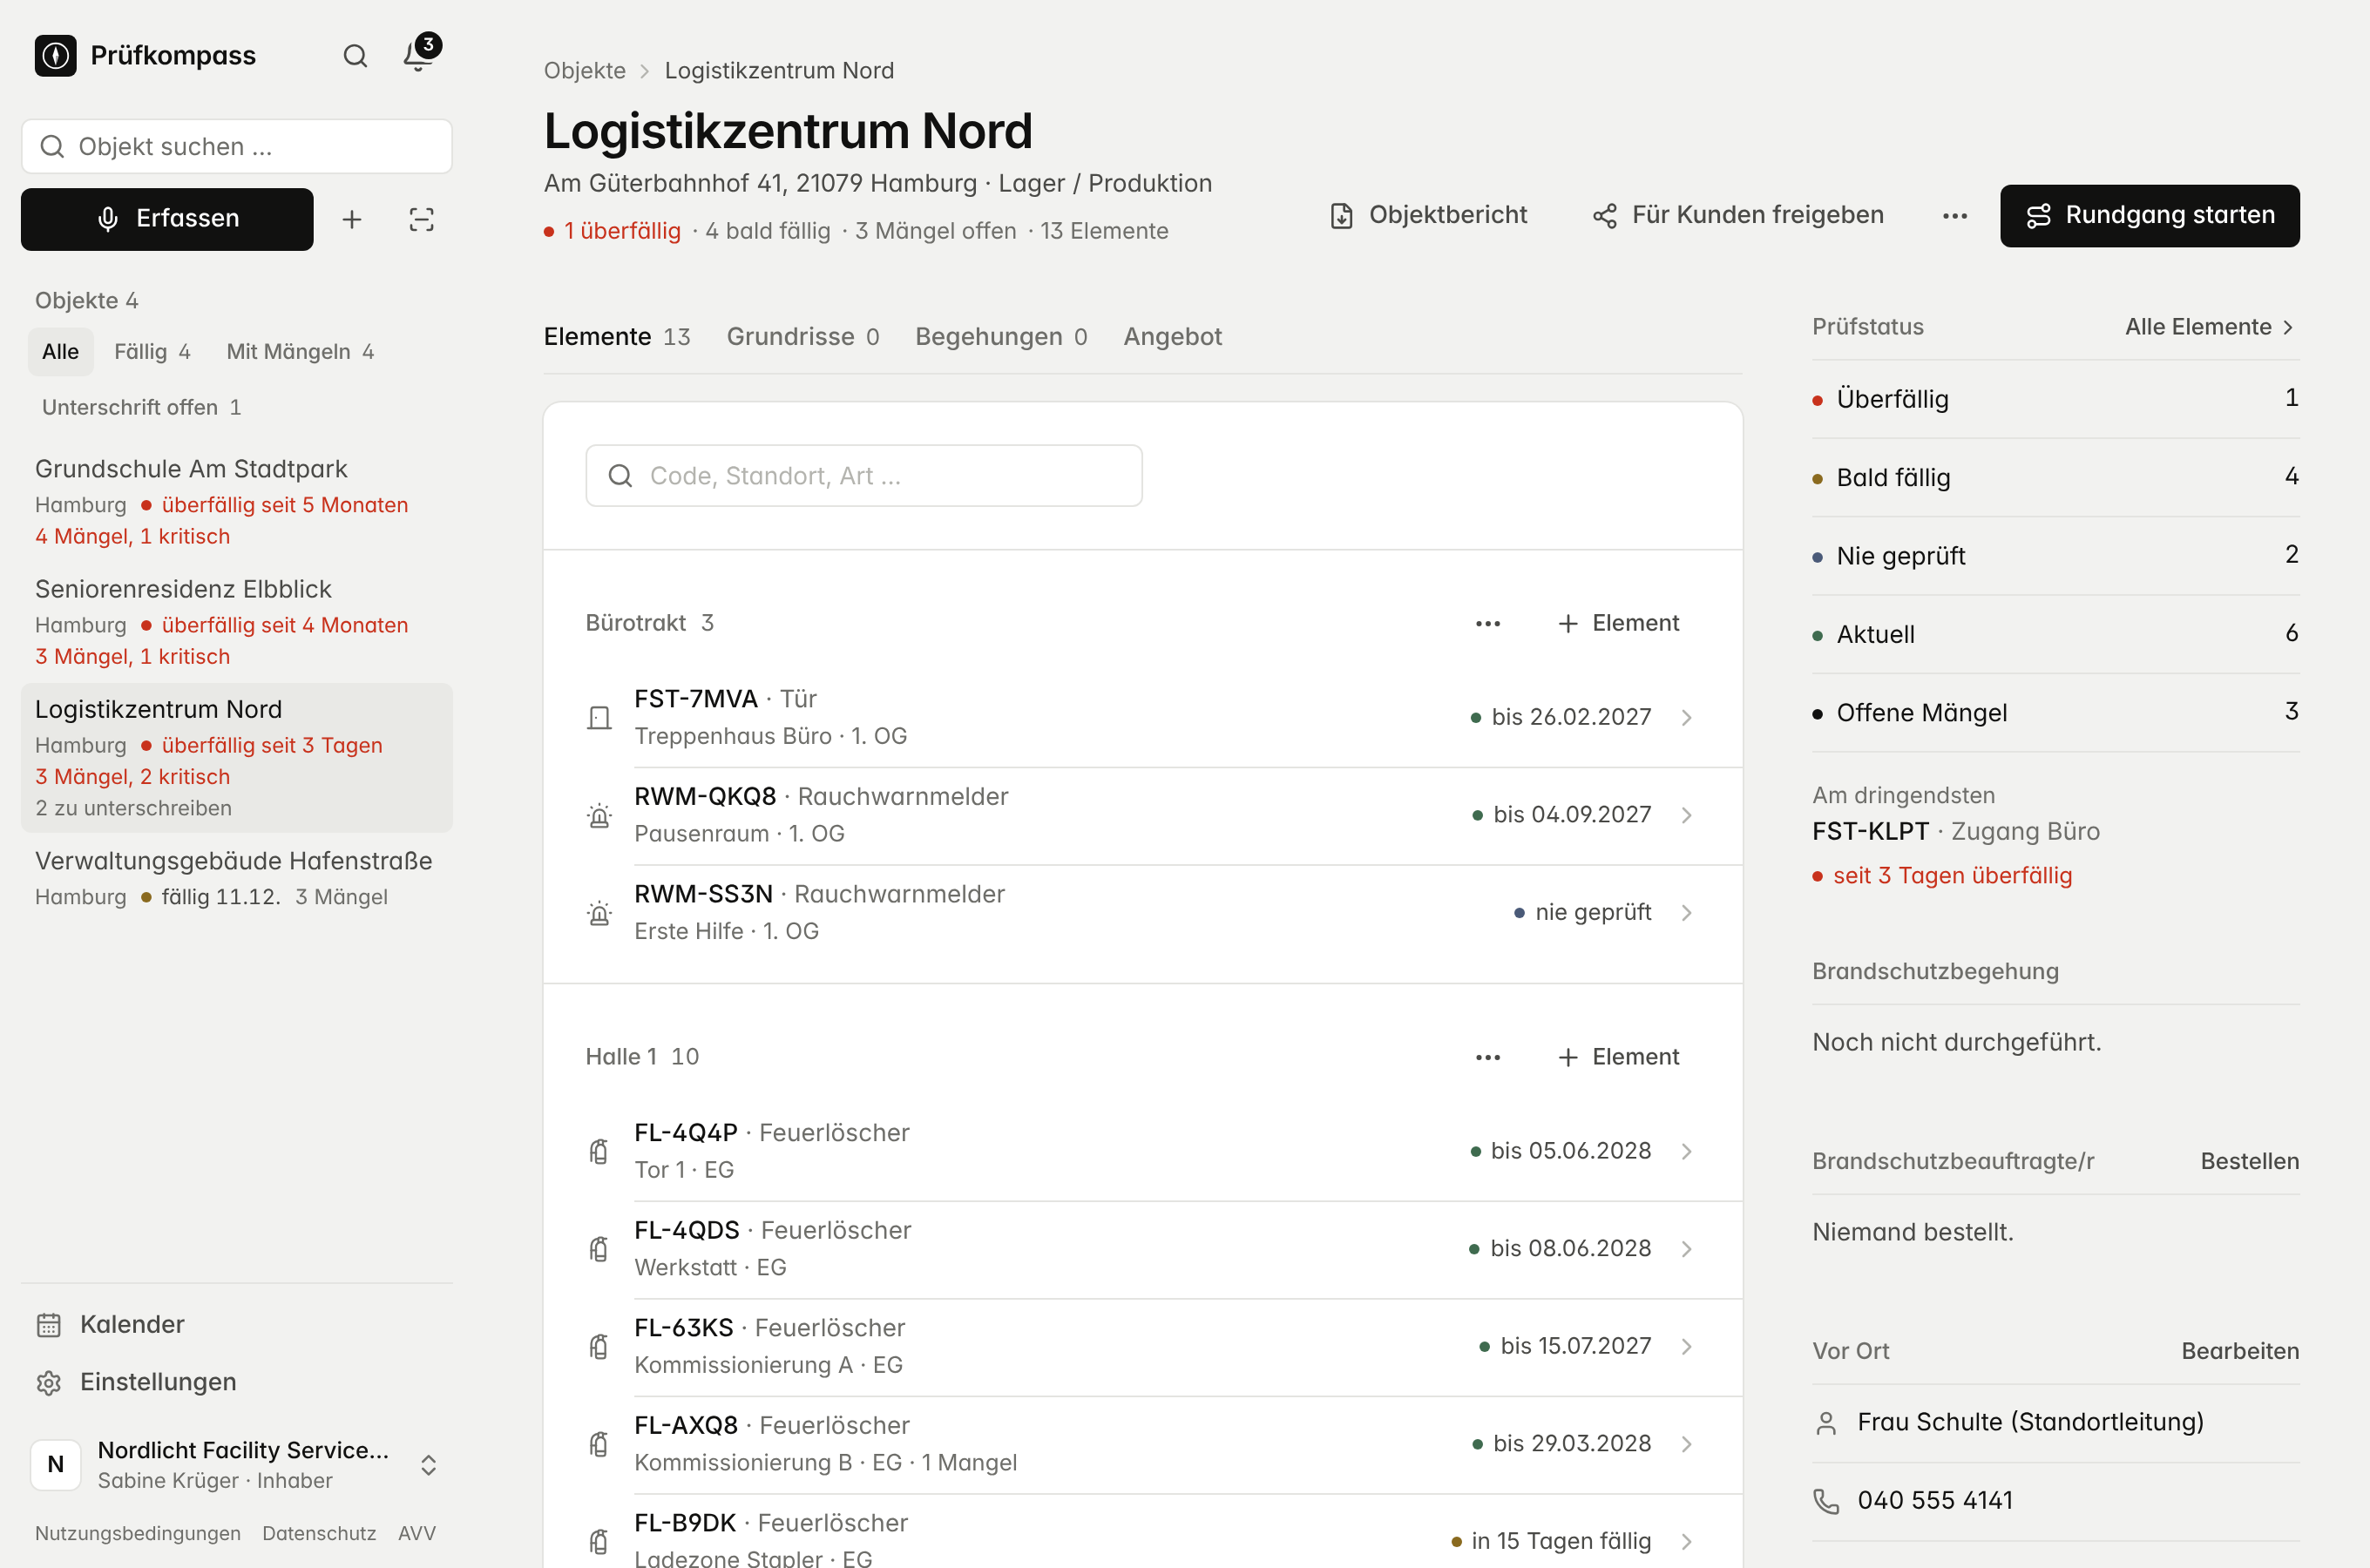 Prüfkompass
3
Objekt suchen ...
Erfassen
Objekte 4
Alle Fällig 4 Mit Mängeln 4
Unterschrift offen 1
Grundschule Am Stadtpark
Hamburg überfällig seit 5 Monaten
4 Mängel, 1 kritisch
Seniorenresidenz Elbblick
Hamburg überfällig seit 4 Monaten
3 Mängel, 1 kritisch
Logistikzentrum Nord
Hamburg überfällig seit 3 Tagen
3 Mängel, 2 kritisch
2 zu unterschreiben
Verwaltungsgebäude Hafenstraße
Hamburg fällig 11.12. 3 Mängel
Kalender
Einstellungen
N
Nordlicht Facility Service...
Sabine Krüger · Inhaber
Nutzungsbedingungen Datenschutz AVV
Objekte Logistikzentrum Nord
Logistikzentrum Nord
Am Güterbahnhof 41, 21079 Hamburg · Lager / Produktion
1 überfällig · 4 bald fällig · 3 Mängel offen · 13 Elemente
Objektbericht
Für Kunden freigeben
Rundgang starten
Elemente 13 Grundrisse 0 Begehungen 0 Angebot
Code, Standort, Art ...
Bürotrakt 3
Element
FST-7MVA · Tür
Treppenhaus Büro · 1. OG
bis 26.02.2027
RWM-QKQ8 · Rauchwarnmelder
Pausenraum · 1. OG
bis 04.09.2027
RWM-SS3N · Rauchwarnmelder
Erste Hilfe · 1. OG
nie geprüft
Halle 1 10
Element
FL-4Q4P · Feuerlöscher
Tor 1 · EG
bis 05.06.2028
FL-4QDS · Feuerlöscher
Werkstatt · EG
bis 08.06.2028
FL-63KS · Feuerlöscher
Kommissionierung A · EG
bis 15.07.2027
FL-AXQ8 · Feuerlöscher
Kommissionierung B · EG · 1 Mangel
bis 29.03.2028
FL-B9DK · Feuerlöscher
Ladezone Stapler · EG
in 15 Tagen fällig
Prüfstatus
Alle Elemente
Überfällig 1
Bald fällig 4
Nie geprüft 2
Aktuell 6
Offene Mängel 3
Am dringendsten
FST-KLPT · Zugang Büro
seit 3 Tagen überfällig
Brandschutzbegehung
Noch nicht durchgeführt.
Brandschutzbeauftragte/r Bestellen
Niemand bestellt.
Vor Ort Bearbeiten
Frau Schulte (Standortleitung)
040 555 4141